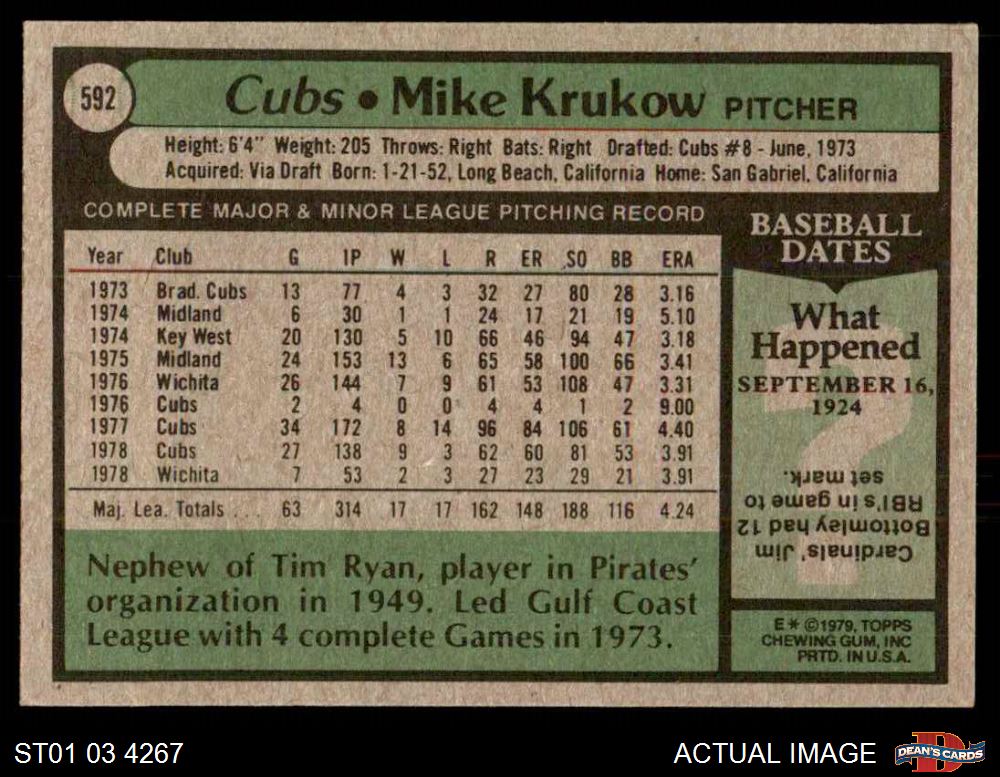 592
Cubs • Mike Krukow PITCHER
Height: 6'4" Weight: 205 Throws: Right Bats: Right Drafted: Cubs #8 - June, 1973
Acquired: Via Draft Born: 1-21-52, Long Beach, California Home: San Gabriel, California
COMPLETE MAJOR & MINOR LEAGUE PITCHING RECORD
Year Club G IP W L R ER SO BB ERA
1973 Brad. Cubs 13 77 4 3 32 27 80 28 3.16
1974 Midland 6 30 1 1 24 17 21 19 5.10
1974 Key West 20 130 5 10 66 46 94 47 3.18
1975 Midland 24 153 13 6 65 58 100 66 3.41
1976 Wichita 26 144 7 9 61 53 108 47 3.31
1976 Cubs 2 4 0 0 4 4 1 2 9.00
1977 Cubs 34 172 8 14 96 84 106 61 4.40
1978 Cubs 27 138 9 3 62 60 81 53 3.91
1978 Wichita 7 53 2 3 27 23 29 21 3.91
Maj. Lea. Totals ... 63 314 17 17 162 148 188 116 4.24
Nephew of Tim Ryan, player in Pirates'
organization in 1949. Led Gulf Coast
League with 4 complete Games in 1973.
BASEBALL
DATES
What
Happened
SEPTEMBER 16,
1924
Cardinals' Jim
Bottomley had 12
RBI's in game to
set mark.
E * © 1979, TOPPS
CHEWING GUM, INC
PRTD. IN U.S.A.
ST01 03 4267
ACTUAL IMAGE
DEAN'S CARDS